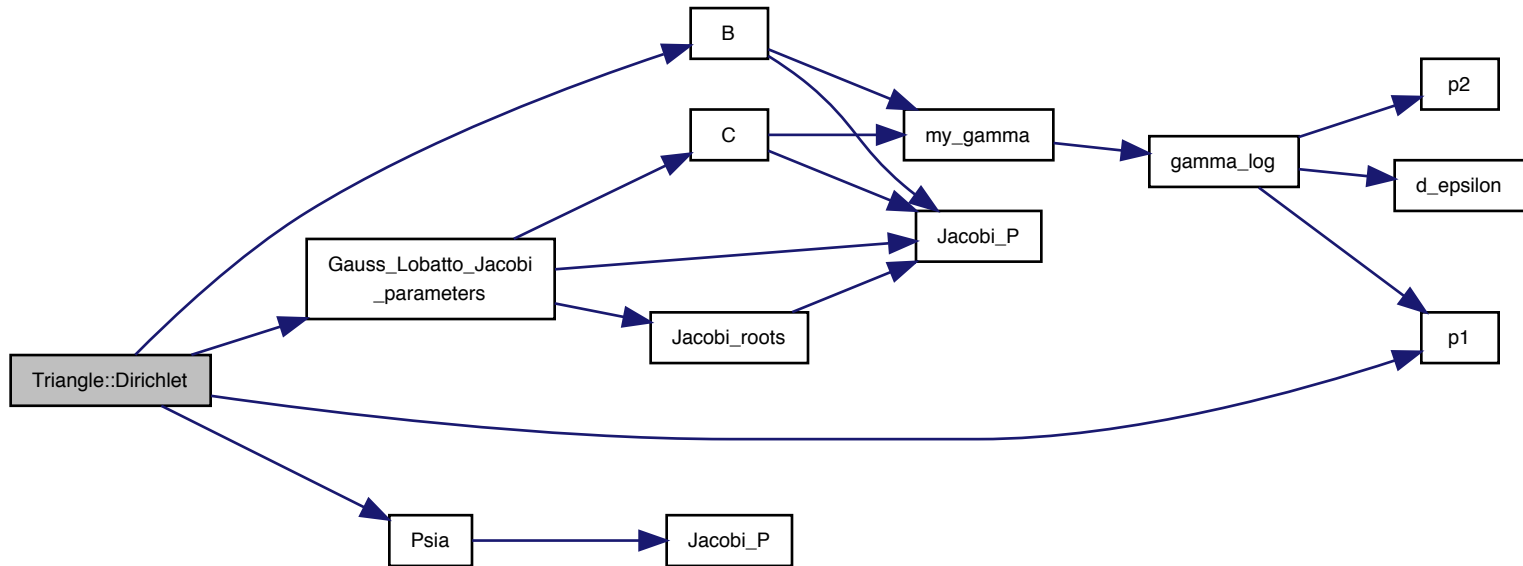 B
p2
C
my_gamma
gamma_log
d_epsilon
Jacobi_P
Gauss_Lobatto_Jacobi
_parameters
Jacobi_roots
p1
Triangle::Dirichlet
Psia
Jacobi_P